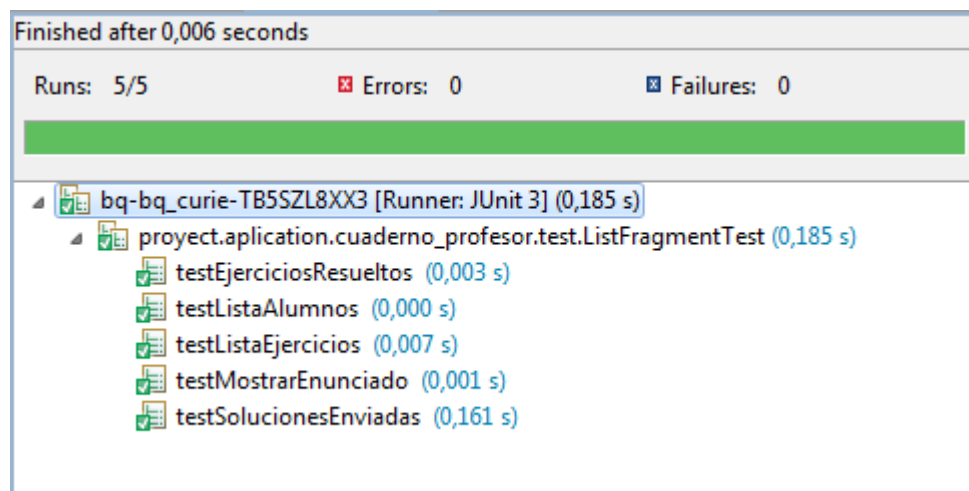 Finished after 0,006 seconds
Runs: 5/5 Errors: 0 Failures: 0
bq-bq_curie-TB5SZL8XX3 [Runner: JUnit 3] (0,185 s)
proyect.aplication.cuaderno_profesor.test.ListFragmentTest (0,185 s)
testEjerciciosResueltos (0,003 s)
testListaAlumnos (0,000 s)
testListaEjercicios (0,007 s)
testMostrarEnunciado (0,001 s)
testSolucionesEnviadas (0,161 s)